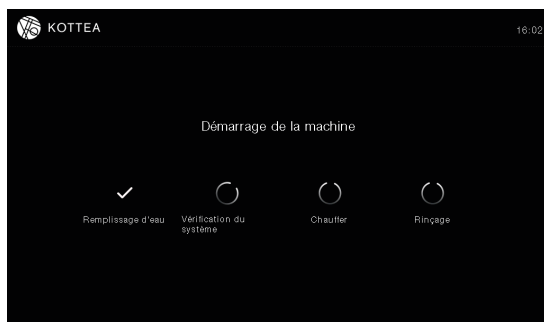 KOTTEA
16:02
Démarrage de la machine
Remplissage d'eau
Vérification du
système
Chauffer
Rinçage